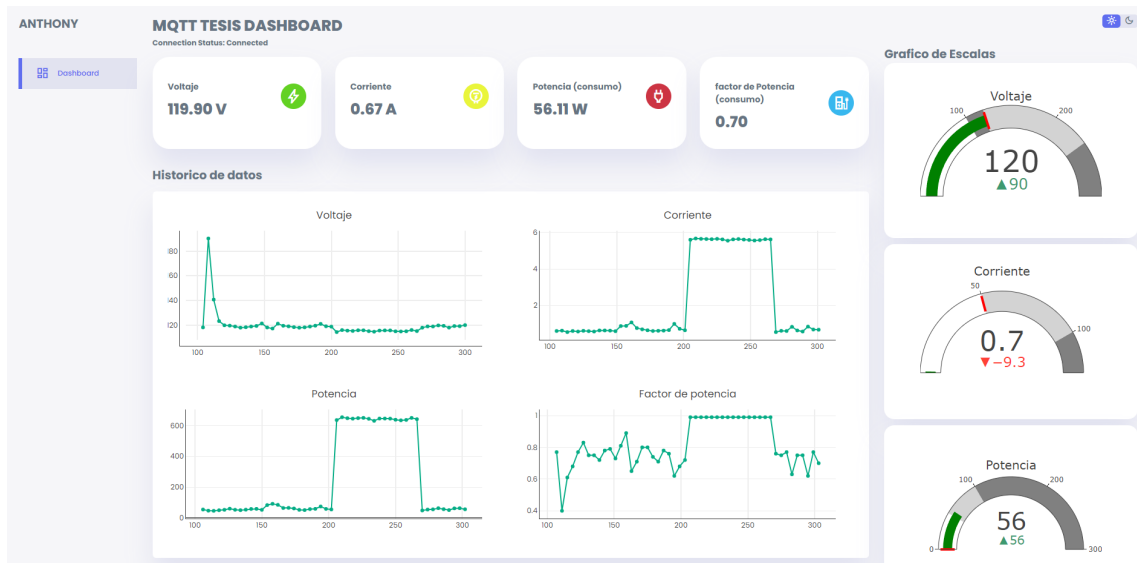 ANTHONY
Dashboard
MQTT TESIS DASHBOARD
Connection Status: Connected
Voltaje
119.90 V
Corriente
0.67 A
Potencia (consumo)
56.11 W
factor de Potencia
(consumo)
0.70
Historico de datos
Voltaje
180
160
140
120
100 150 200 250 300
Corriente
6
4
2
100 150 200 250 300
Potencia
600
400
200
0
100 150 200 250 300
Factor de potencia
1
0.8
0.6
0.4
100 150 200 250 300
Grafico de Escalas
Voltaje
100 200
120
▲90
Corriente
50
100
0.7
▼−9.3
Potencia
100 200
56
▲56
0 300